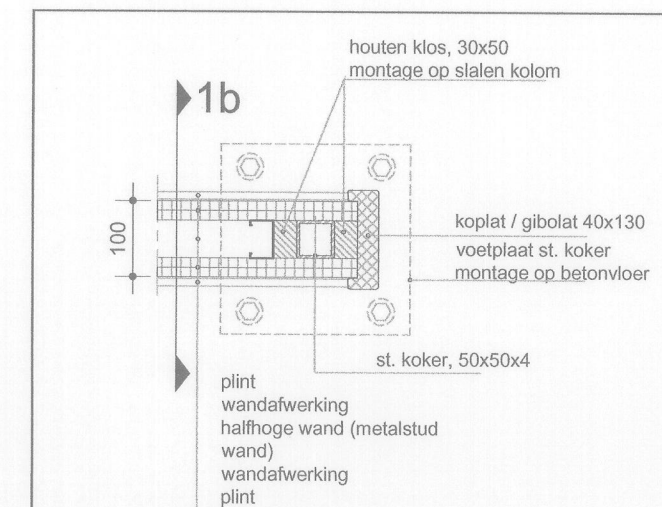 houten klos, 30x50
montage op slalen kolom
1b
100
koplat / gibolat 40x130
voetplaat st. koker
montage op betonvloer
st. koker, 50x50x4
plint
wandafwerking
halfhoge wand (metalstud
wand)
wandafwerking
plint